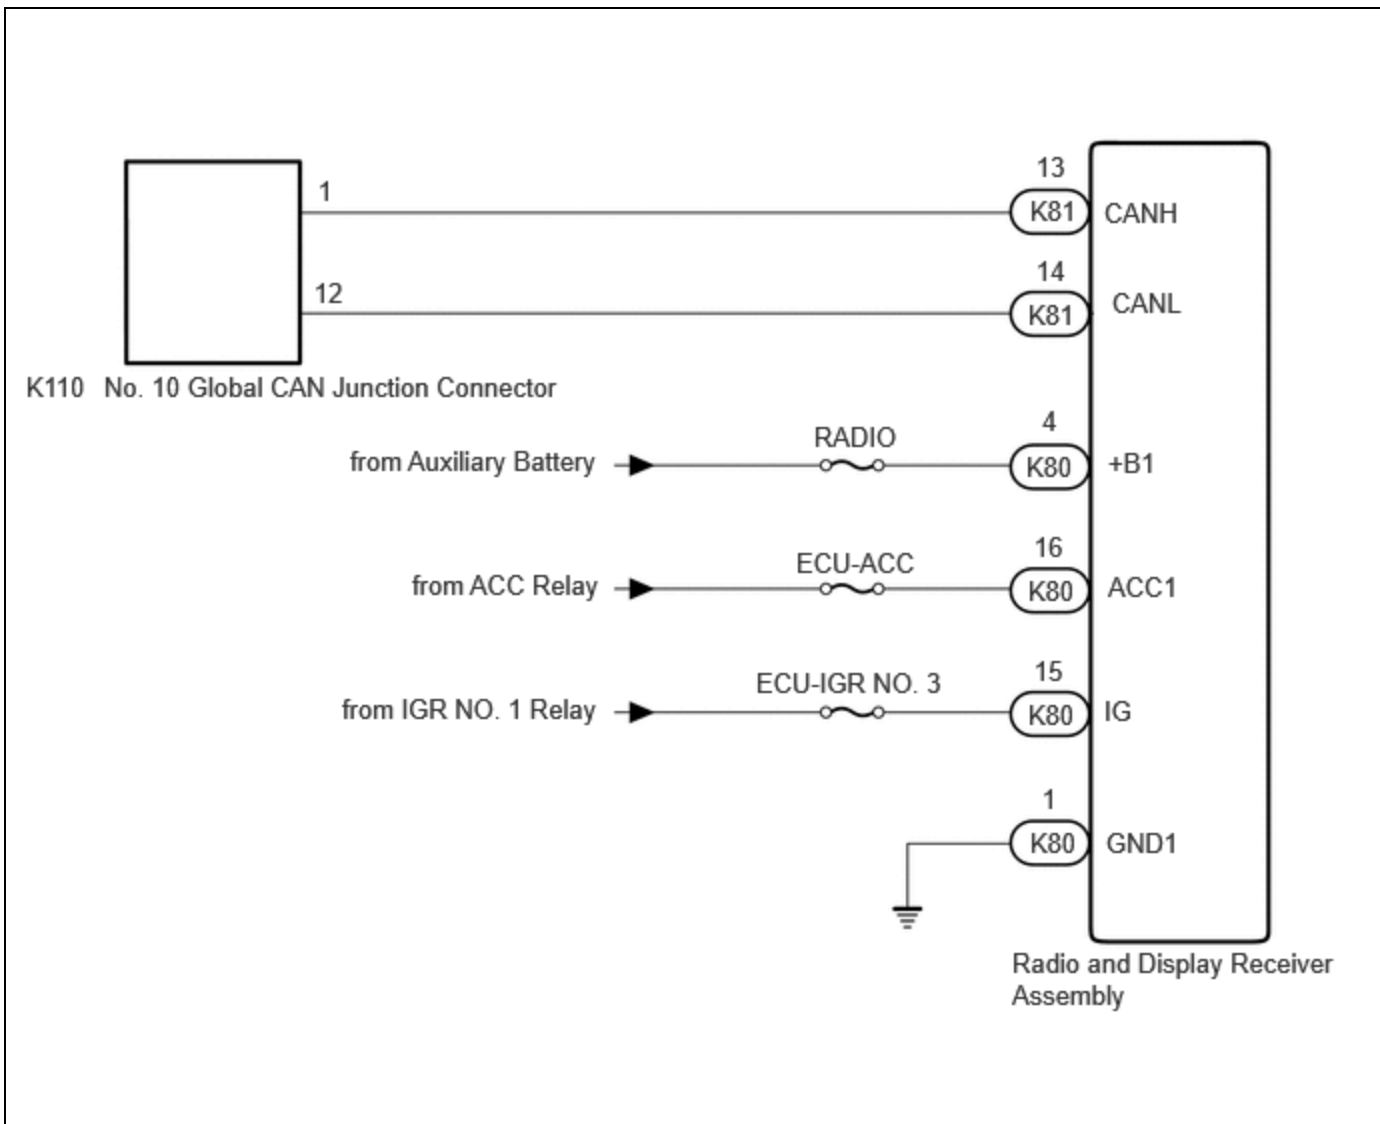 13
1
K81 CANH
14
12
K81 CANL
K110 No. 10 Global CAN Junction Connector
4
RADIO
from Auxiliary Battery K80 +B1
16
ECU-ACC
from ACC Relay K80 ACC1
15
ECU-IGR NO. 3
from IGR NO. 1 Relay K80 IG
1
K80 GND1
Radio and Display Receiver
Assembly